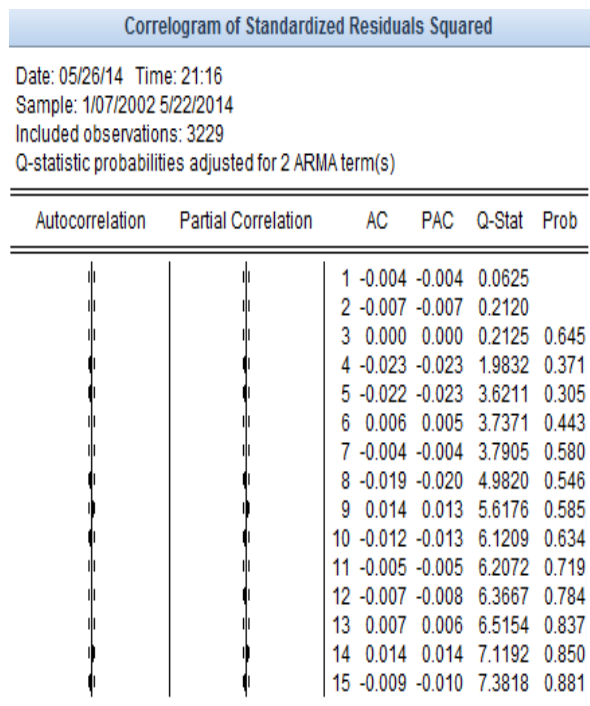 Correlogram of Standardized Residuals Squared
Date: 05/26/14 Time: 21:16
Sample: 1/07/2002 5/22/2014
Included observations: 3229
Q-statistic probabilities adjusted for 2 ARMA term(s)
Autocorrelation Partial Correlation AC PAC Q-Stat Prob
1 -0.004 -0.004 0.0625
2 -0.007 -0.007 0.2120
3 0.000 0.000 0.2125 0.645
4 -0.023 -0.023 1.9832 0.371
5 -0.022 -0.023 3.6211 0.305
6 0.006 0.005 3.7371 0.443
7 -0.004 -0.004 3.7905 0.580
8 -0.019 -0.020 4.9820 0.546
9 0.014 0.013 5.6176 0.585
10 -0.012 -0.013 6.1209 0.634
11 -0.005 -0.005 6.2072 0.719
12 -0.007 -0.008 6.3667 0.784
13 0.007 0.006 6.5154 0.837
14 0.014 0.014 7.1192 0.850
15 -0.009 -0.010 7.3818 0.881